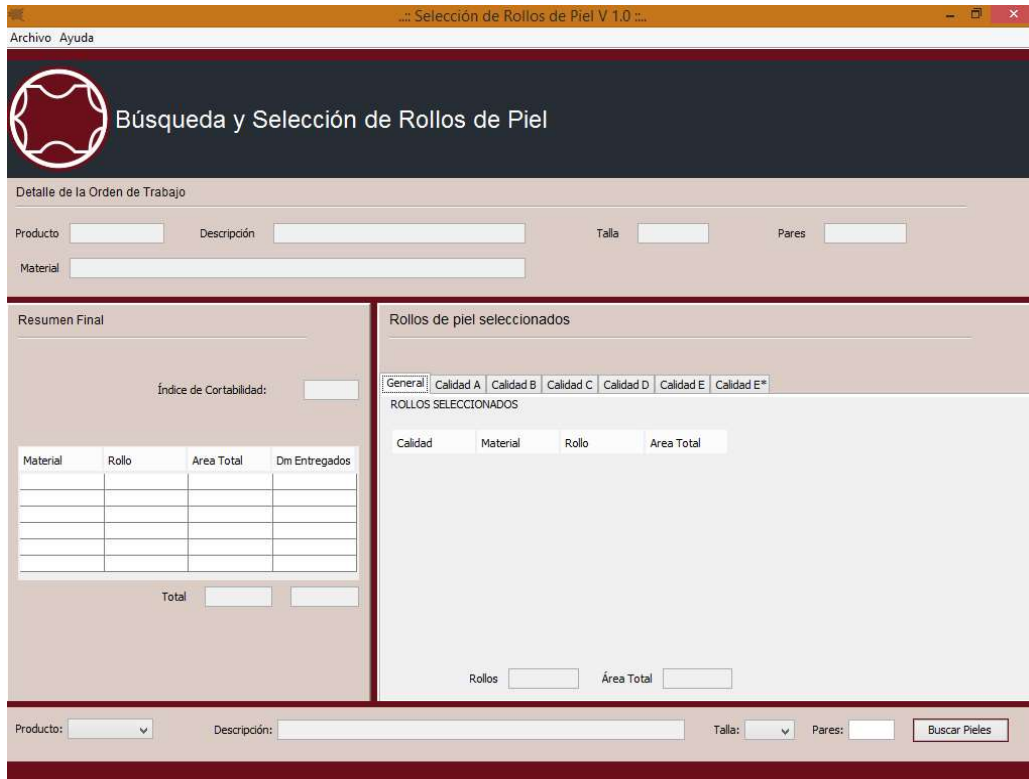 ..:: Selección de Rollos de Piel V 1.0 ::..
Archivo Ayuda
Búsqueda y Selección de Rollos de Piel
Detalle de la Orden de Trabajo
Producto Descripción Talla Pares
Material
Resumen Final
Índice de Cortabilidad:
Material Rollo Area Total Dm Entregados
Total
Rollos de piel seleccionados
General Calidad A Calidad B Calidad C Calidad D Calidad E Calidad E*
ROLLOS SELECCIONADOS
Calidad Material Rollo Area Total
Rollos Área Total
Producto: Descripción: Talla: Pares: Buscar Pieles